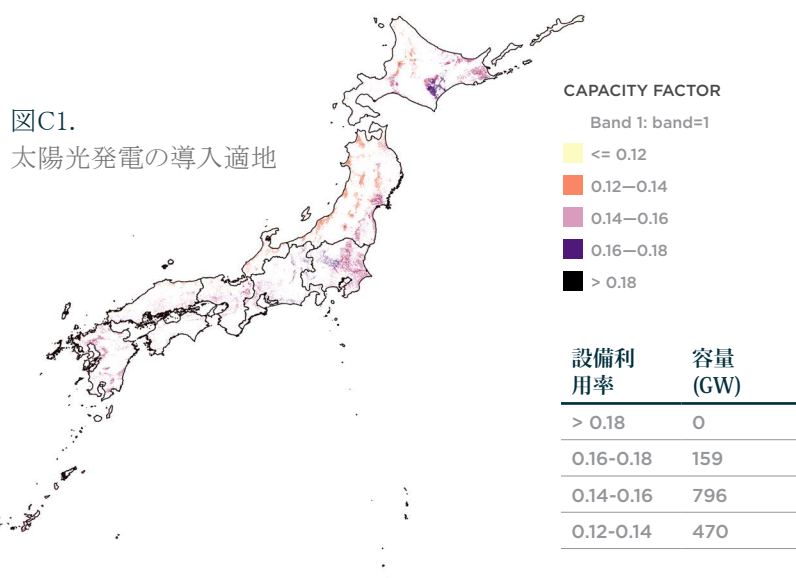 図C1.
太陽光発電の導入適地
CAPACITY FACTOR
Band 1: band=1
<= 0.12
0.12—0.14
0.14—0.16
0.16—0.18
> 0.18
設備利用率 容量(GW)
> 0.18 0
0.16-0.18 159
0.14-0.16 796
0.12-0.14 470